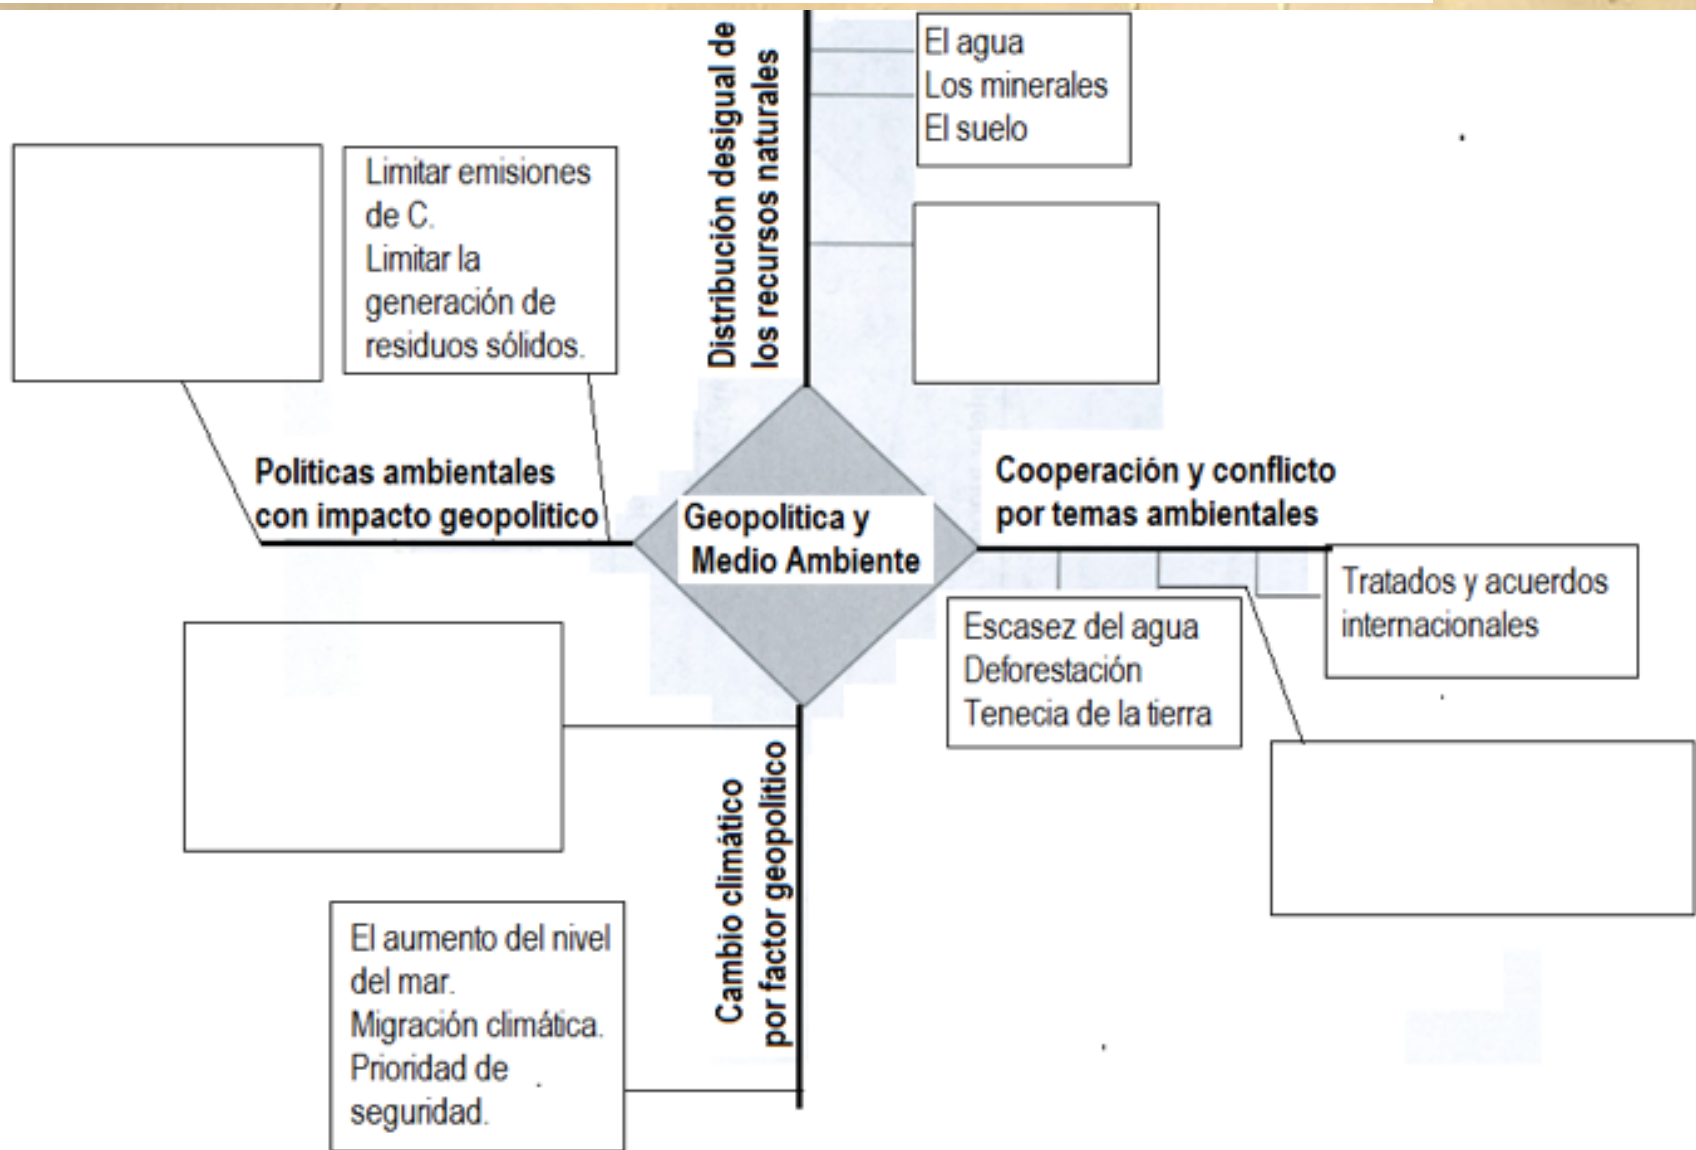 Distribución desigual de
los recursos naturales
El agua
Los minerales
El suelo
Limitar emisiones
de C.
Limitar la
generación de
residuos sólidos.
Políticas ambientales
con impacto geopolítico
Geopolítica y
Medio Ambiente
Cooperación y conflicto
por temas ambientales
Tratados y acuerdos
internacionales
Escasez del agua
Deforestación
Tenecia de la tierra
Cambio climático
por factor geopolítico
El aumento del nivel
del mar.
Migración climática.
Prioridad de
seguridad.